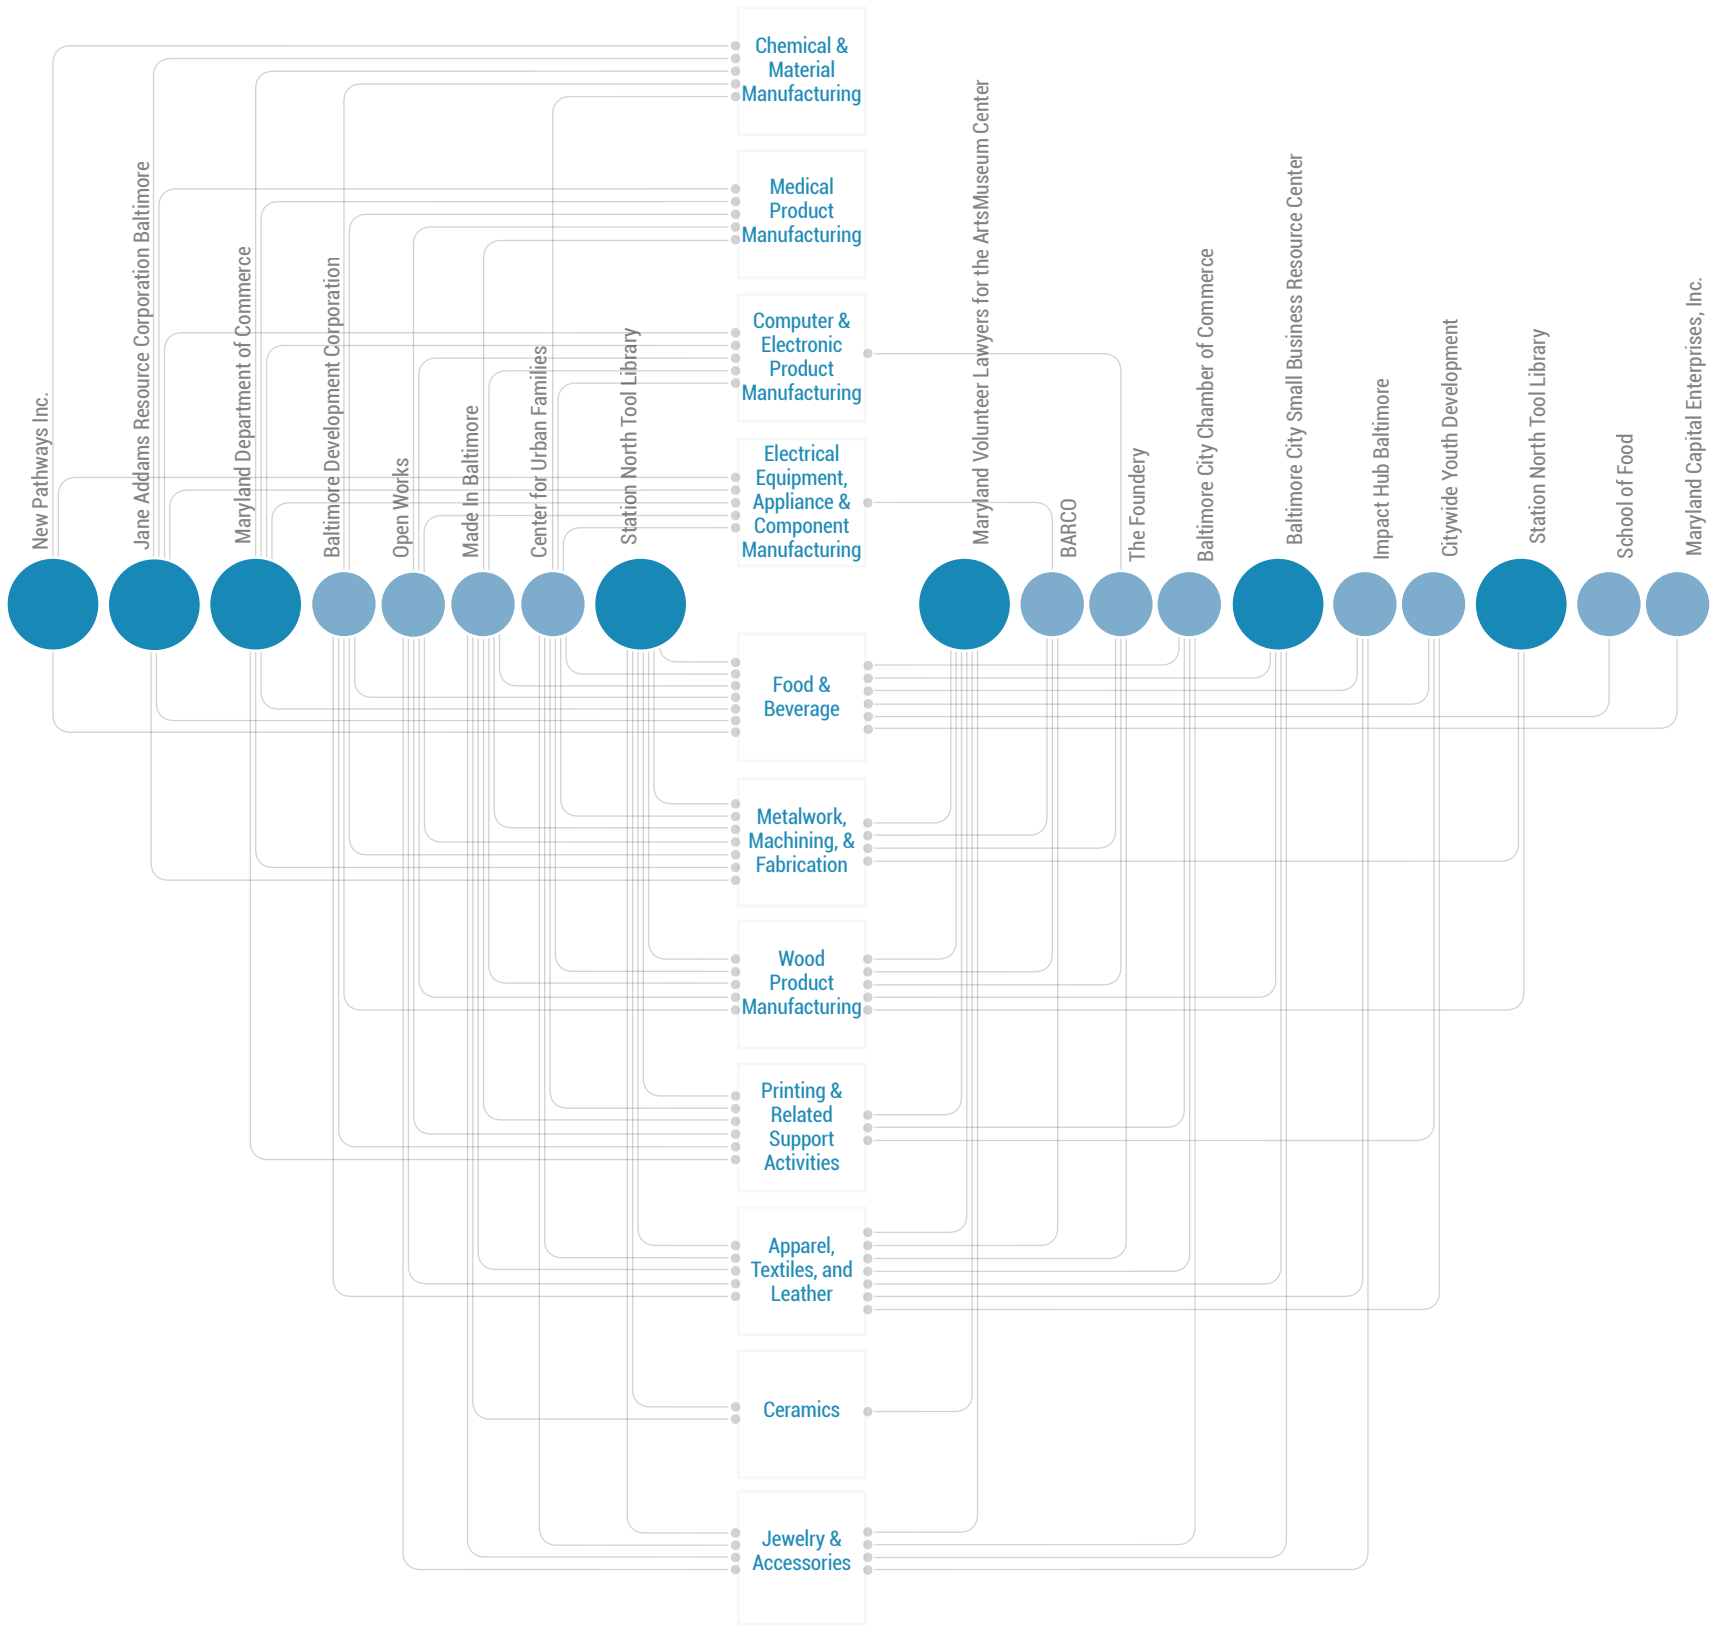 Chemical &
Material
Manufacturing
Medical
Product
Manufacturing
Computer &
Electronic
Product
Manufacturing
Electrical
Equipment,
Appliance &
Component
Manufacturing
New Pathways Inc.
Jane Addams Resource Corporation Baltimore
Maryland Department of Commerce
Baltimore Development Corporation
Open Works
Made In Baltimore
Center for Urban Families
Station North Tool Library
Maryland Volunteer Lawyers for the ArtsMuseum Center
BARCO
The Foundery
Baltimore City Chamber of Commerce
Baltimore City Small Business Resource Center
Impact Hub Baltimore
Citywide Youth Development
Station North Tool Library
School of Food
Maryland Capital Enterprises, Inc.
Food &
Beverage
Metalwork,
Machining, &
Fabrication
Wood
Product
Manufacturing
Printing &
Related
Support
Activities
Apparel,
Textiles, and
Leather
Ceramics
Jewelry &
Accessories